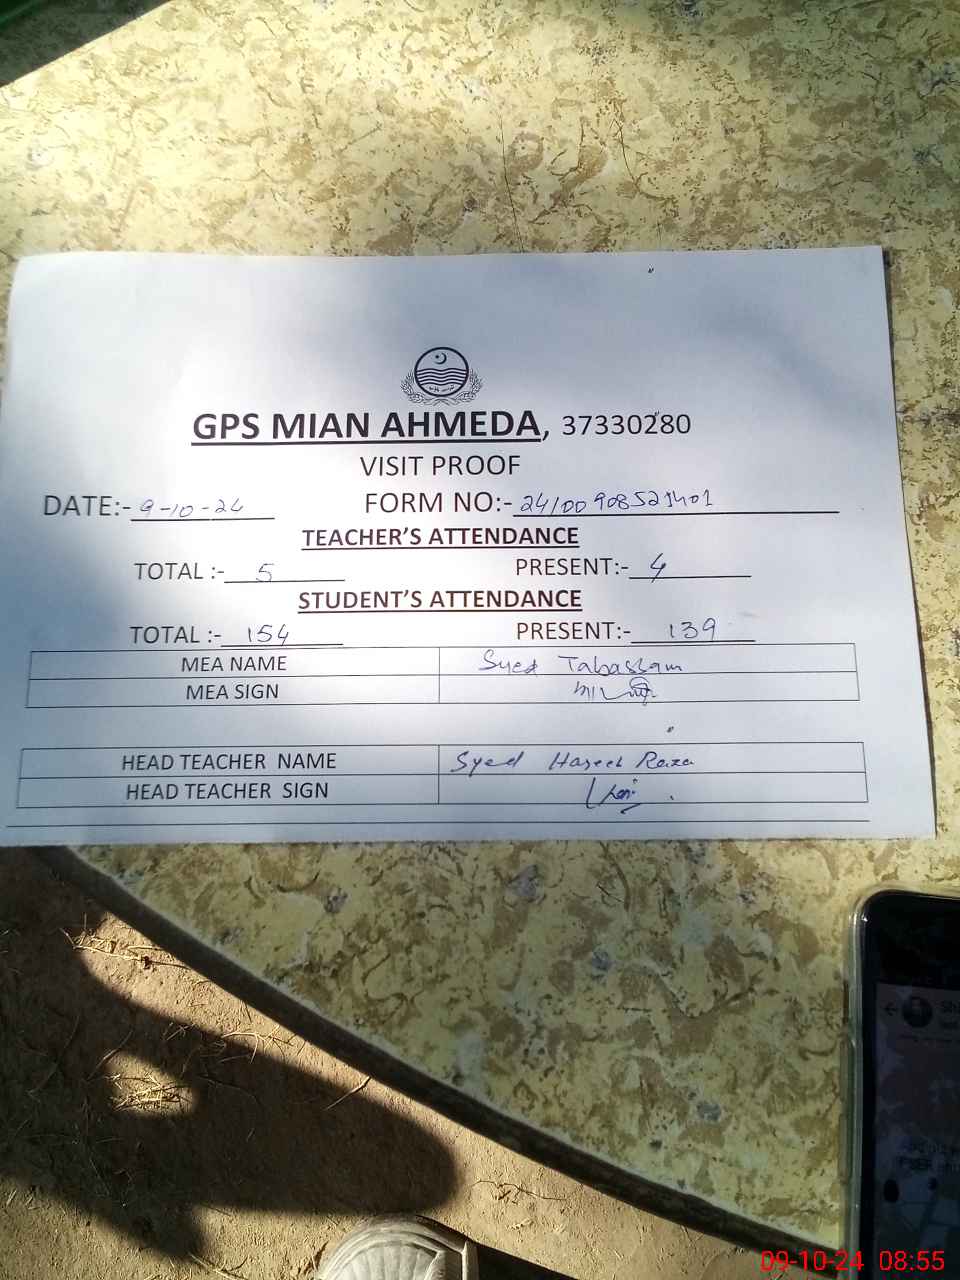 GPS MIAN AHMEDA, 37330280
VISIT PROOF
DATE:- 9-10-24 FORM NO:- 24/00908521401
TEACHER'S ATTENDANCE
TOTAL :- 5 PRESENT:- 4
STUDENT'S ATTENDANCE
TOTAL :- 154 PRESENT:- 139
MEA NAME Syed Tabassam
MEA SIGN
HEAD TEACHER NAME Syed Haseeb Raza
HEAD TEACHER SIGN
09-10-24 08:55